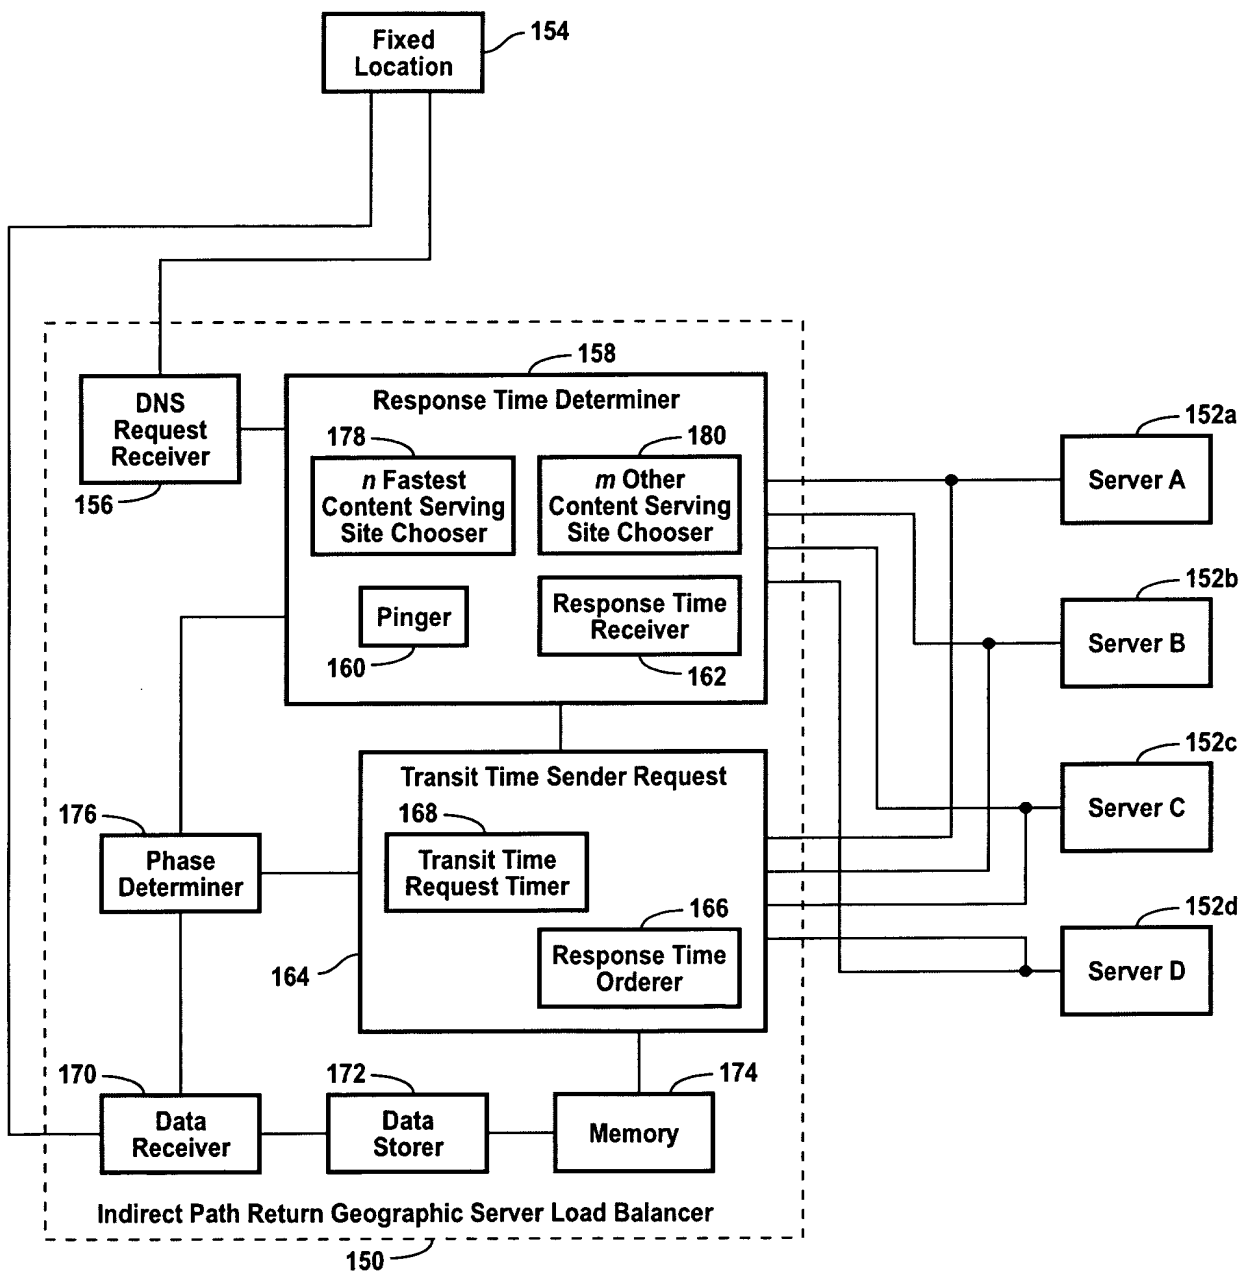 Fixed
Location
154
158
DNS
Request
Receiver
156
Response Time Determiner
178
n Fastest
Content Serving
Site Chooser
180
m Other
Content Serving
Site Chooser
Pinger
160
Response Time
Receiver
162
152a
Server A
152b
Server B
152c
Server C
152d
Server D
Transit Time Sender Request
168
Transit Time
Request Timer
166
Response Time
Orderer
164
176
Phase
Determiner
170
Data
Receiver
172
Data
Storer
174
Memory
Indirect Path Return Geographic Server Load Balancer
150